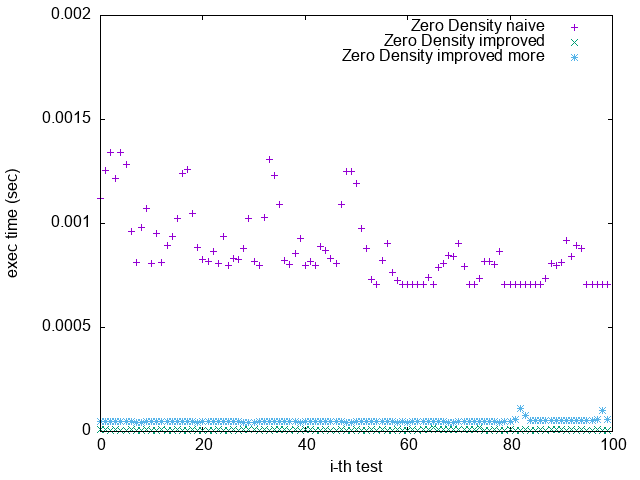 0.002
Zero Density naive
Zero Density improved
Zero Density improved more
0.0015
0.001
0.0005
0
exec time (sec)
0 20 40 60 80 100
i-th test